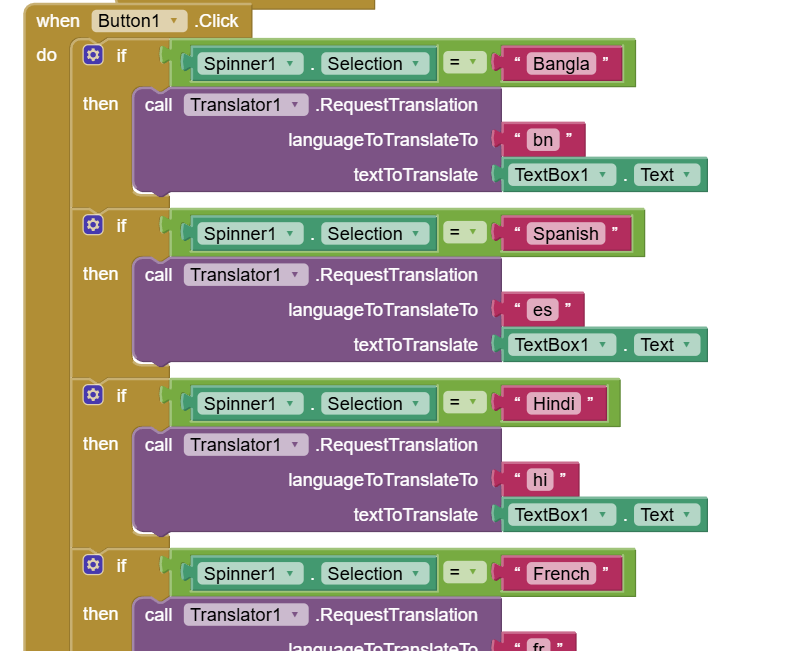 when Button1 .Click
do if Spinner1 . Selection = “ Bangla ”
then call Translator1 .RequestTranslation
languageToTranslateTo “ bn ”
textToTranslate TextBox1 . Text
if Spinner1 . Selection = “ Spanish ”
then call Translator1 .RequestTranslation
languageToTranslateTo “ es ”
textToTranslate TextBox1 . Text
if Spinner1 . Selection = “ Hindi ”
then call Translator1 .RequestTranslation
languageToTranslateTo “ hi ”
textToTranslate TextBox1 . Text
if Spinner1 . Selection = “ French ”
then call Translator1 .RequestTranslation
languageToTranslateTo “ fr ”